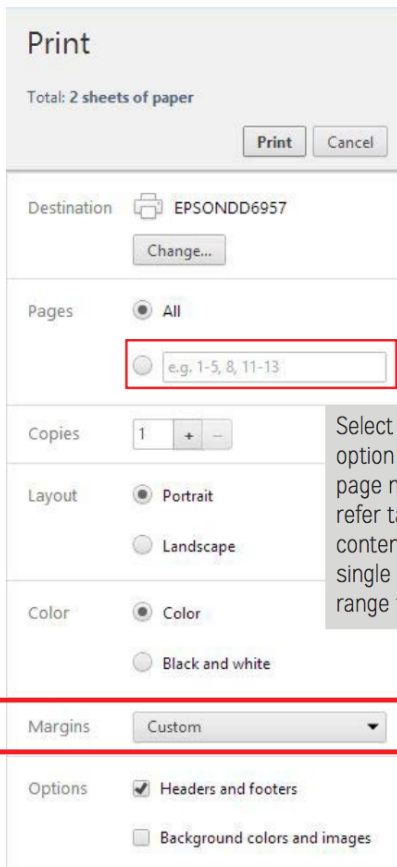 Print
Total: 2 sheets of paper
Print Cancel
Destination EPSONDD6957
Change...
Pages All
e.g. 1-5, 8, 11-13
Copies 1 + −
Select
option
page
refer
single
range
Layout Portrait
Landscape
Color Color
Black and white
Margins Custom
Options Headers and footers
Background colors and images